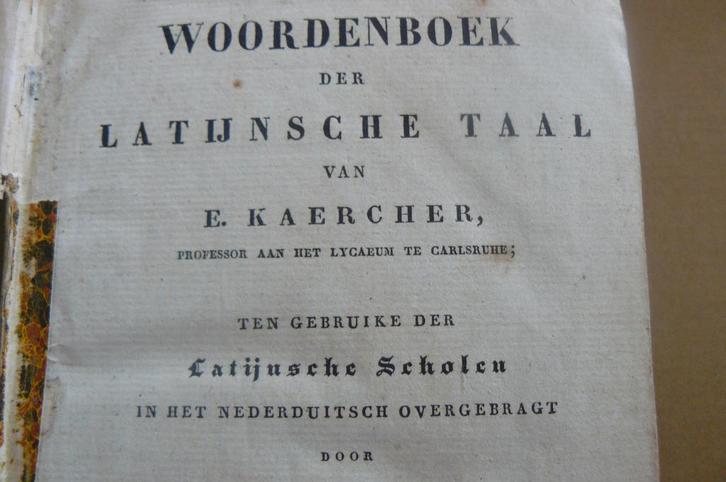 WOORDENBOEK
DER
LATIJNSCHE TAAL
VAN
E. KAERCHER,
PROFESSOR AAN HET LYCAEUM TE CARLSRUHE;
TEN GEBRUIKE DER
Latijnsche Scholen
IN HET NEDERDUITSCH OVERGEBRAGT
DOOR